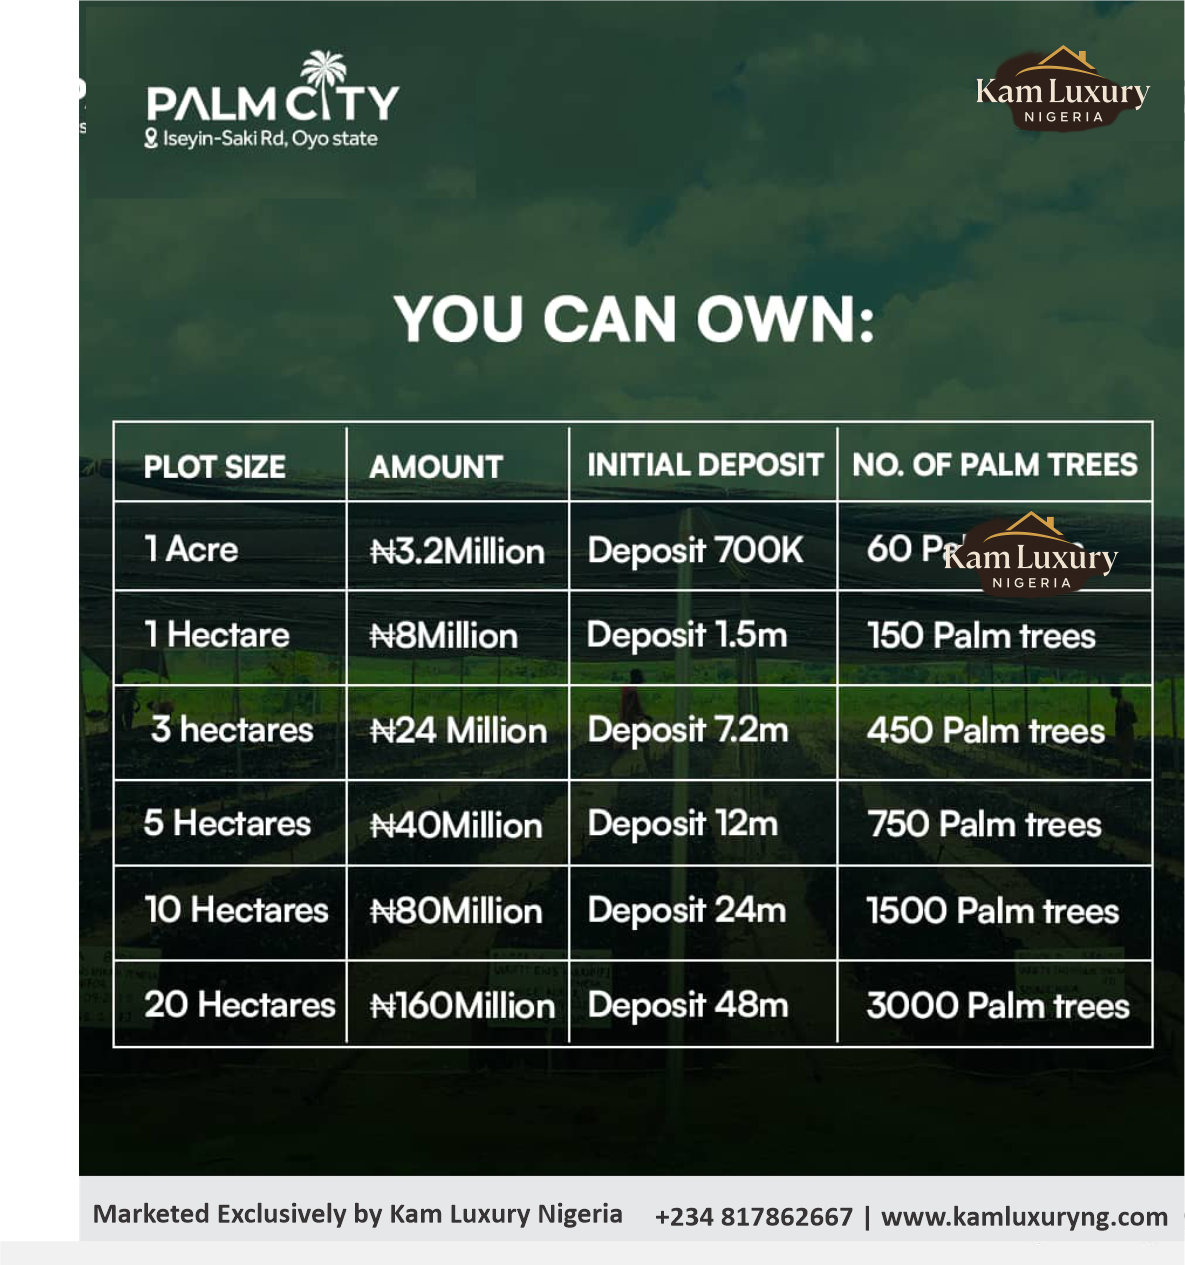 PALM CITY
Iseyin-Saki Rd, Oyo state
Kam Luxury
NIGERIA
YOU CAN OWN:
PLOT SIZE AMOUNT INITIAL DEPOSIT NO. OF PALM TREES
1 Acre ₦3.2Million Deposit 700K 60
Kam Luxury
NIGERIA
1 Hectare ₦8Million Deposit 1.5m 150 Palm trees
3 hectares ₦24 Million Deposit 7.2m 450 Palm trees
5 Hectares ₦40Million Deposit 12m 750 Palm trees
10 Hectares ₦80Million Deposit 24m 1500 Palm trees
20 Hectares ₦160Million Deposit 48m 3000 Palm trees
Marketed Exclusively by Kam Luxury Nigeria +234 817862667 | www.kamluxuryng.com